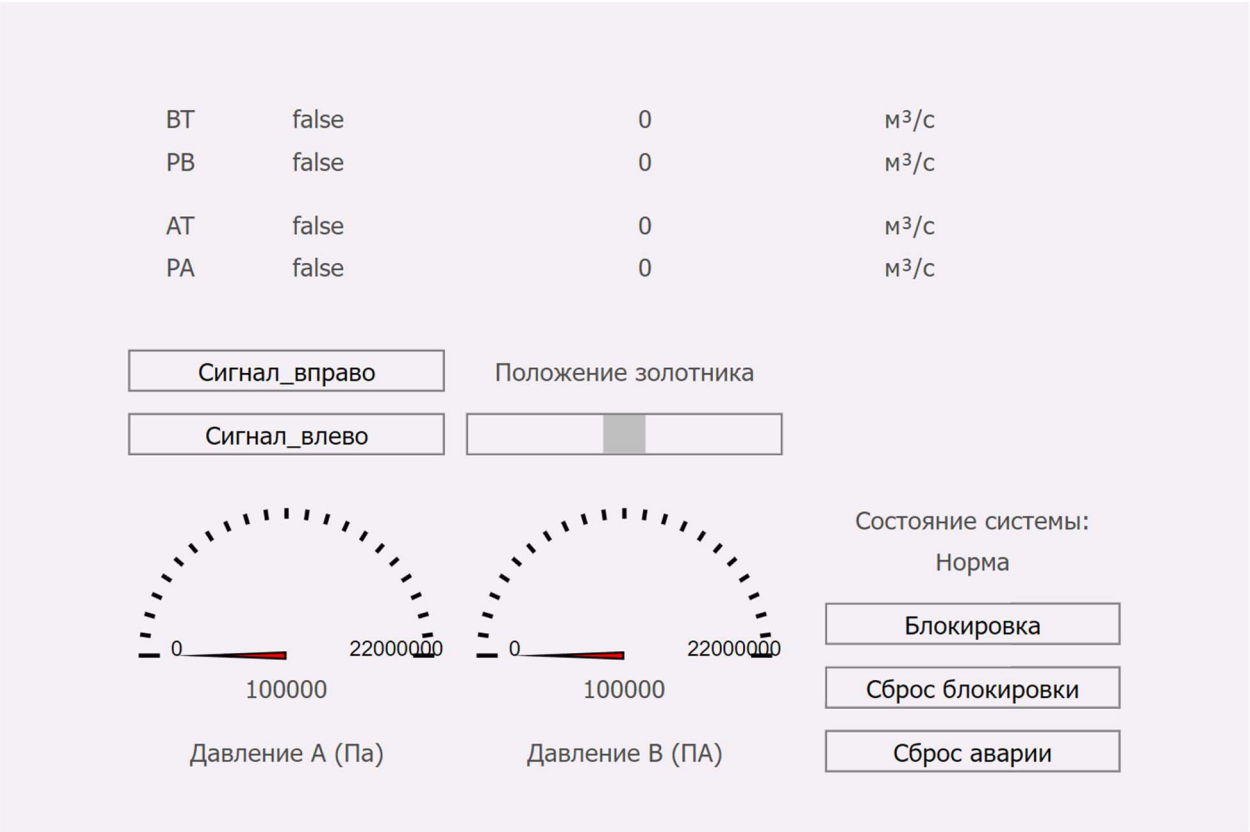 BT false 0 м³/с
PB false 0 м³/с
AT false 0 м³/с
PA false 0 м³/с
Сигнал_вправо Положение золотника
Сигнал_влево
Состояние системы:
Норма
0 22000000 0 22000000
Блокировка
100000 100000 Сброс блокировки
Давление А (Па) Давление В (ПА) Сброс аварии